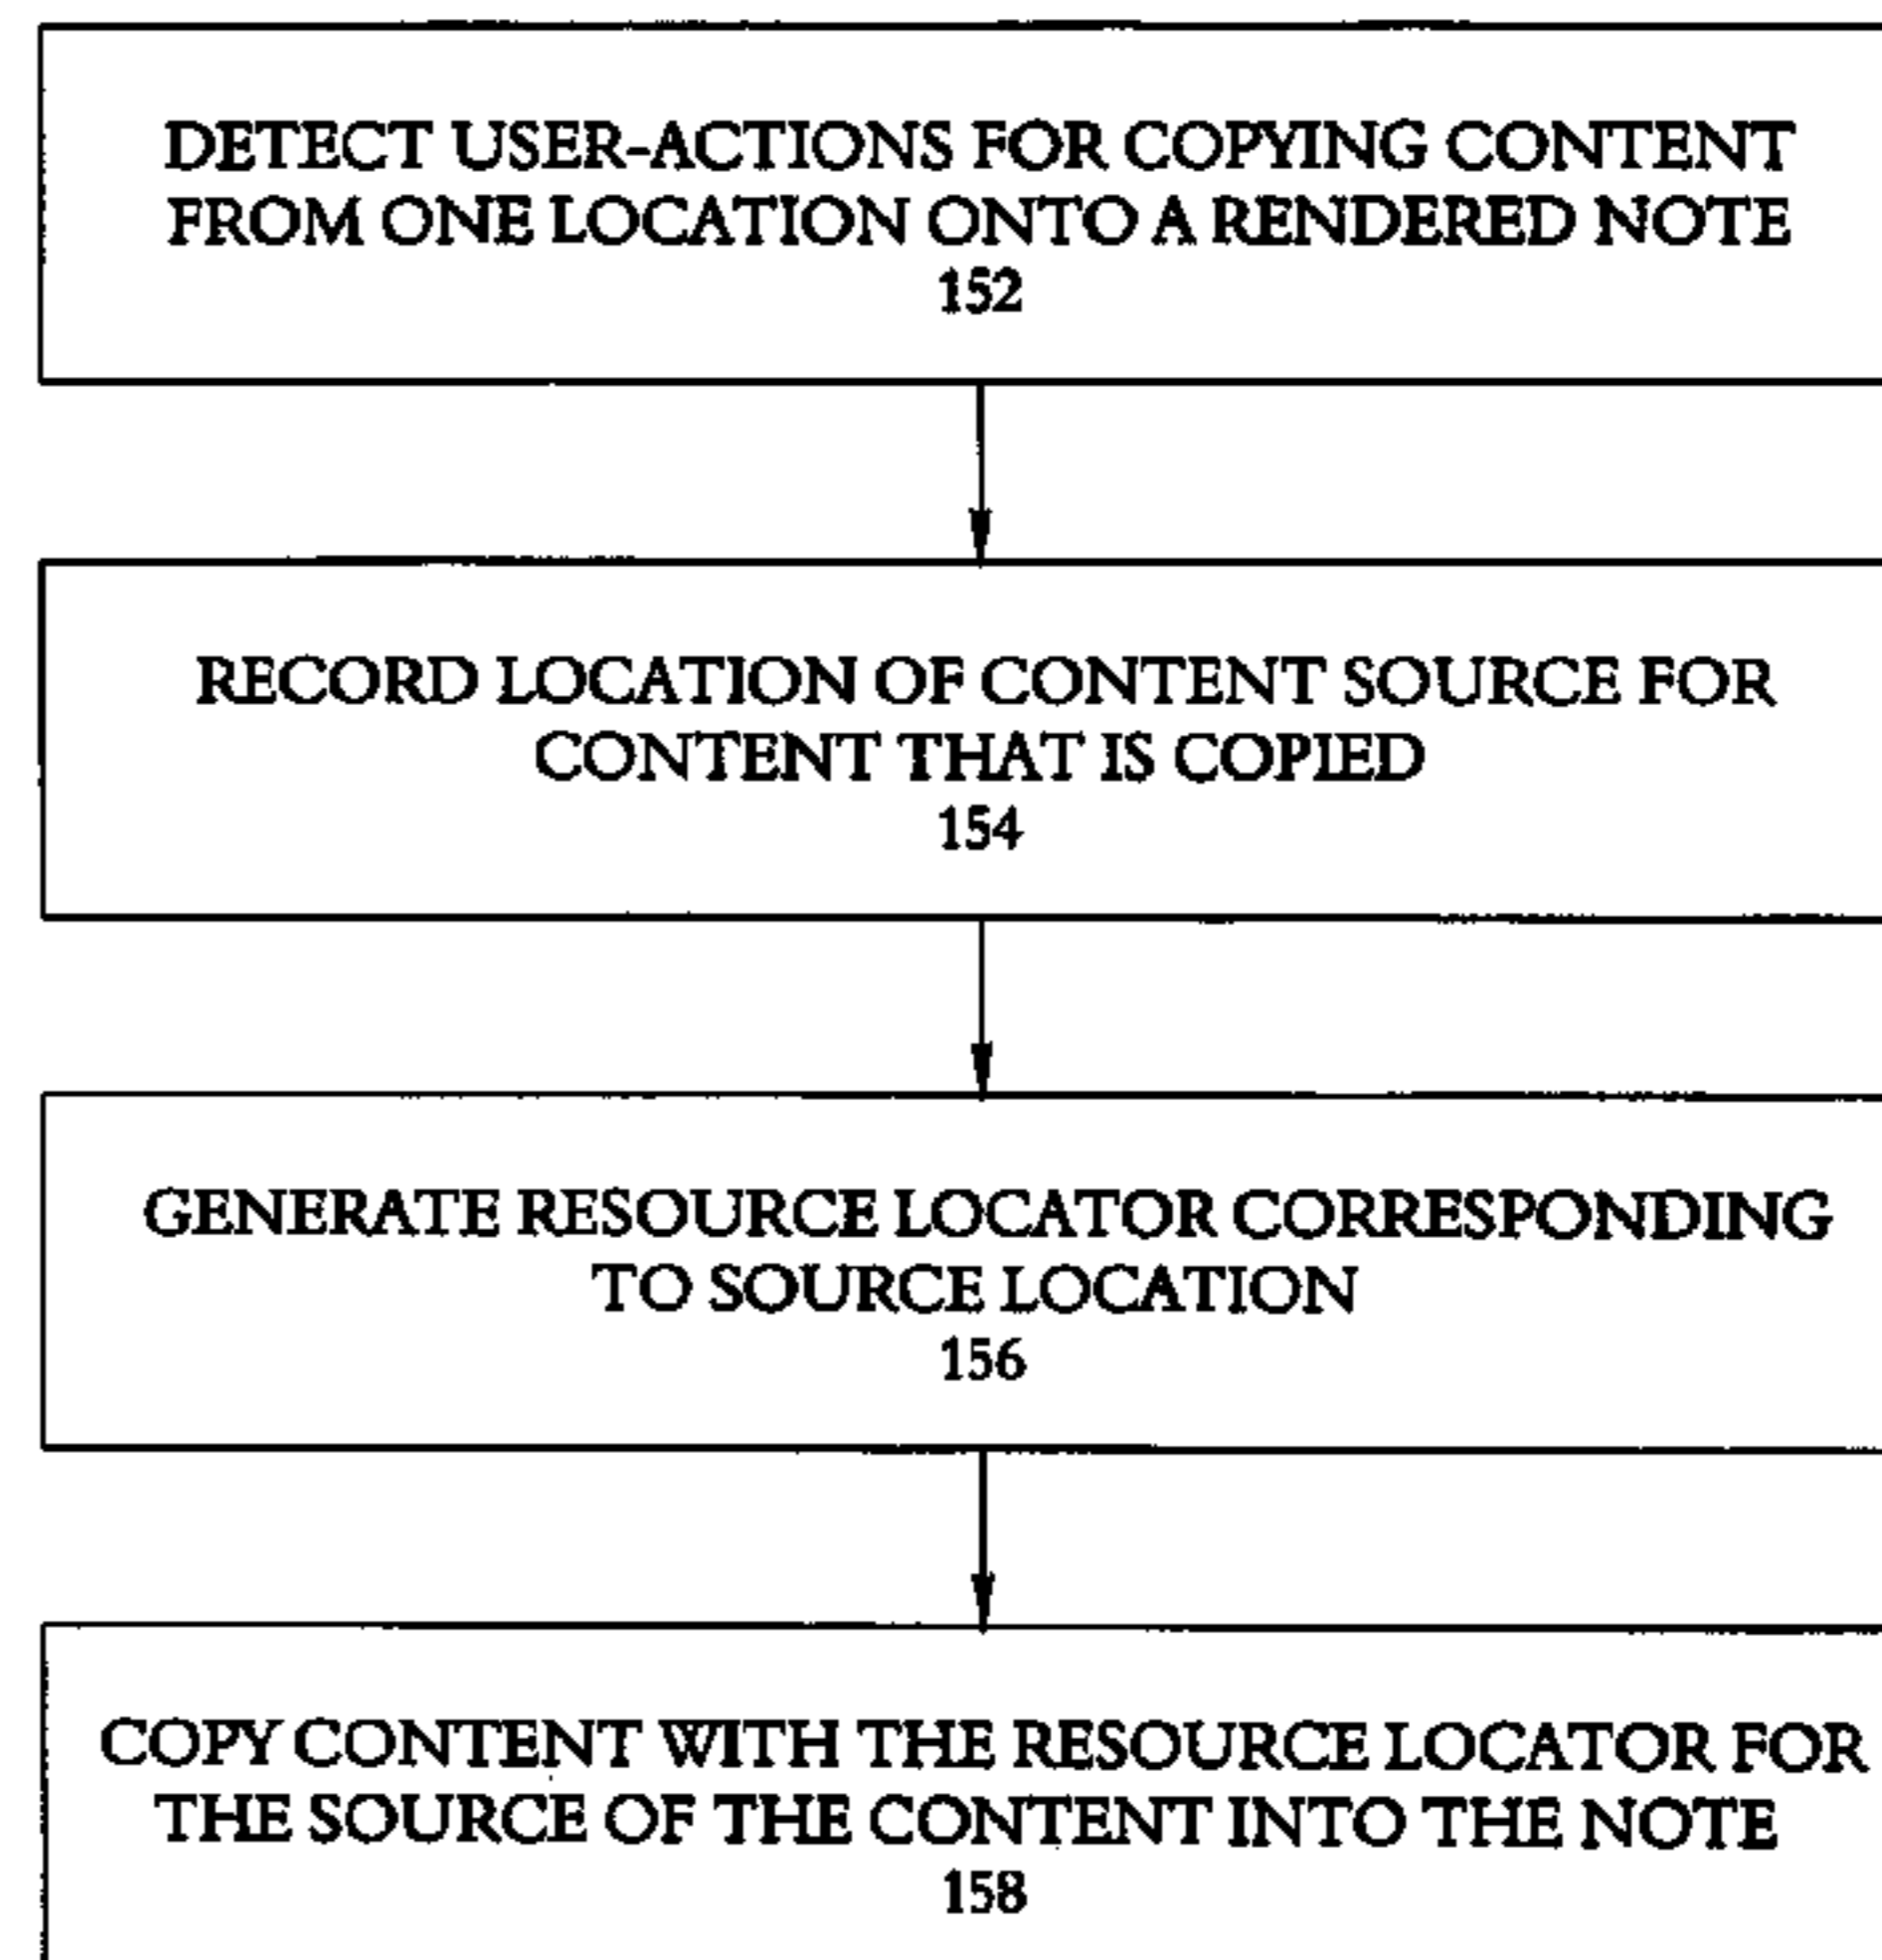 DETECT USER-ACTIONS FOR COPYING CONTENT
FROM ONE LOCATION ONTO A RENDERED NOTE
152
RECORD LOCATION OF CONTENT SOURCE FOR
CONTENT THAT IS COPIED
154
GENERATE RESOURCE LOCATOR CORRESPONDING
TO SOURCE LOCATION
156
COPY CONTENT WITH THE RESOURCE LOCATOR FOR
THE SOURCE OF THE CONTENT INTO THE NOTE
158